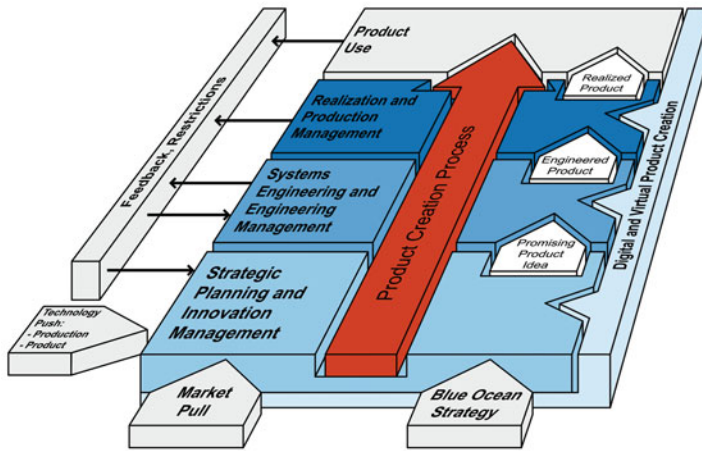 Product
Use
Realized
Product
Realization and
Production
Management
Feedback, Restrictions
Engineered
Product
Systems
Engineering and
Engineering
Management
Product Creation Process
Digital and Virtual Product Creation
Promising
Product
Idea
Strategic
Planning and
Innovation
Management
Technology
Push:
- Production
- Product
Market
Pull
Blue Ocean
Strategy